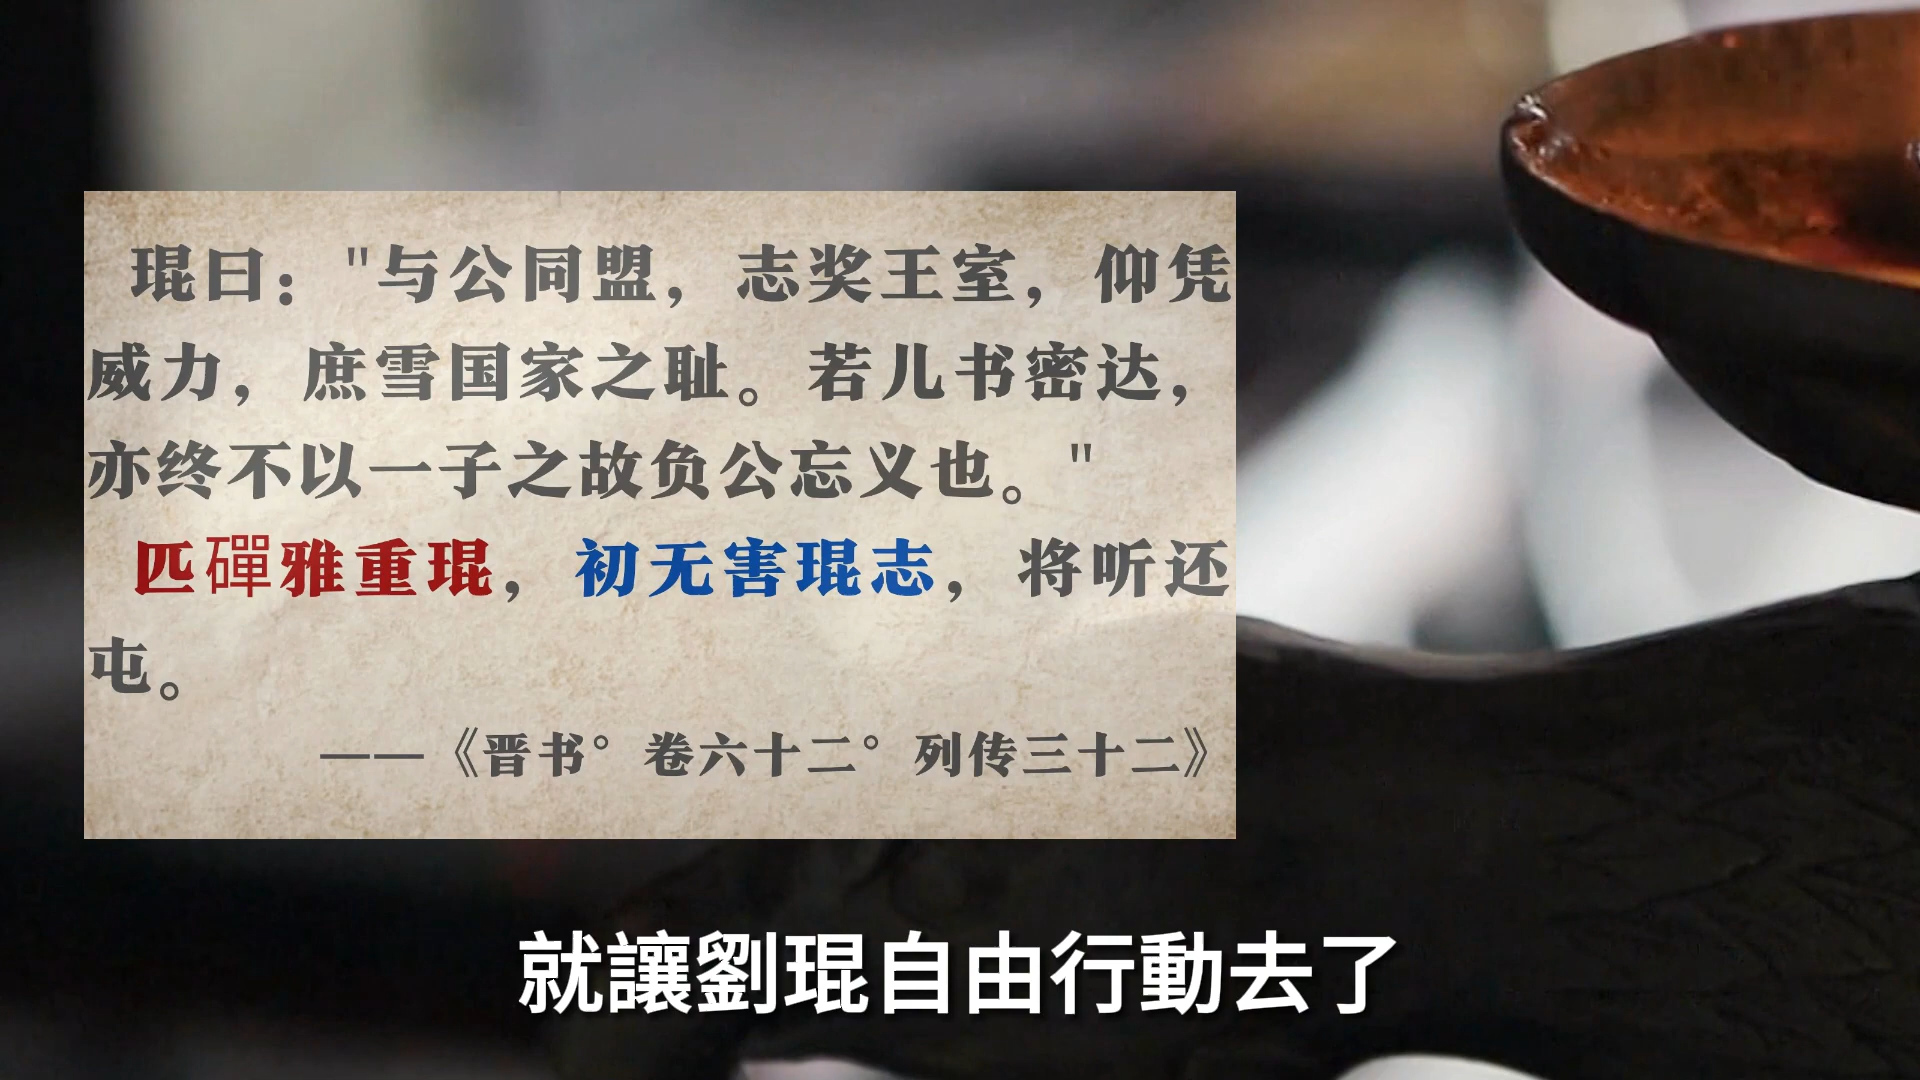 琨曰："与公同盟，志奖王室，仰凭
威力，庶雪国家之耻。若儿书密达，
亦终不以一子之故负公忘义也。"
匹磾雅重琨，初无害琨志，将听还
屯。
——《晋书°卷六十二°列传三十二》
就讓劉琨自由行動去了